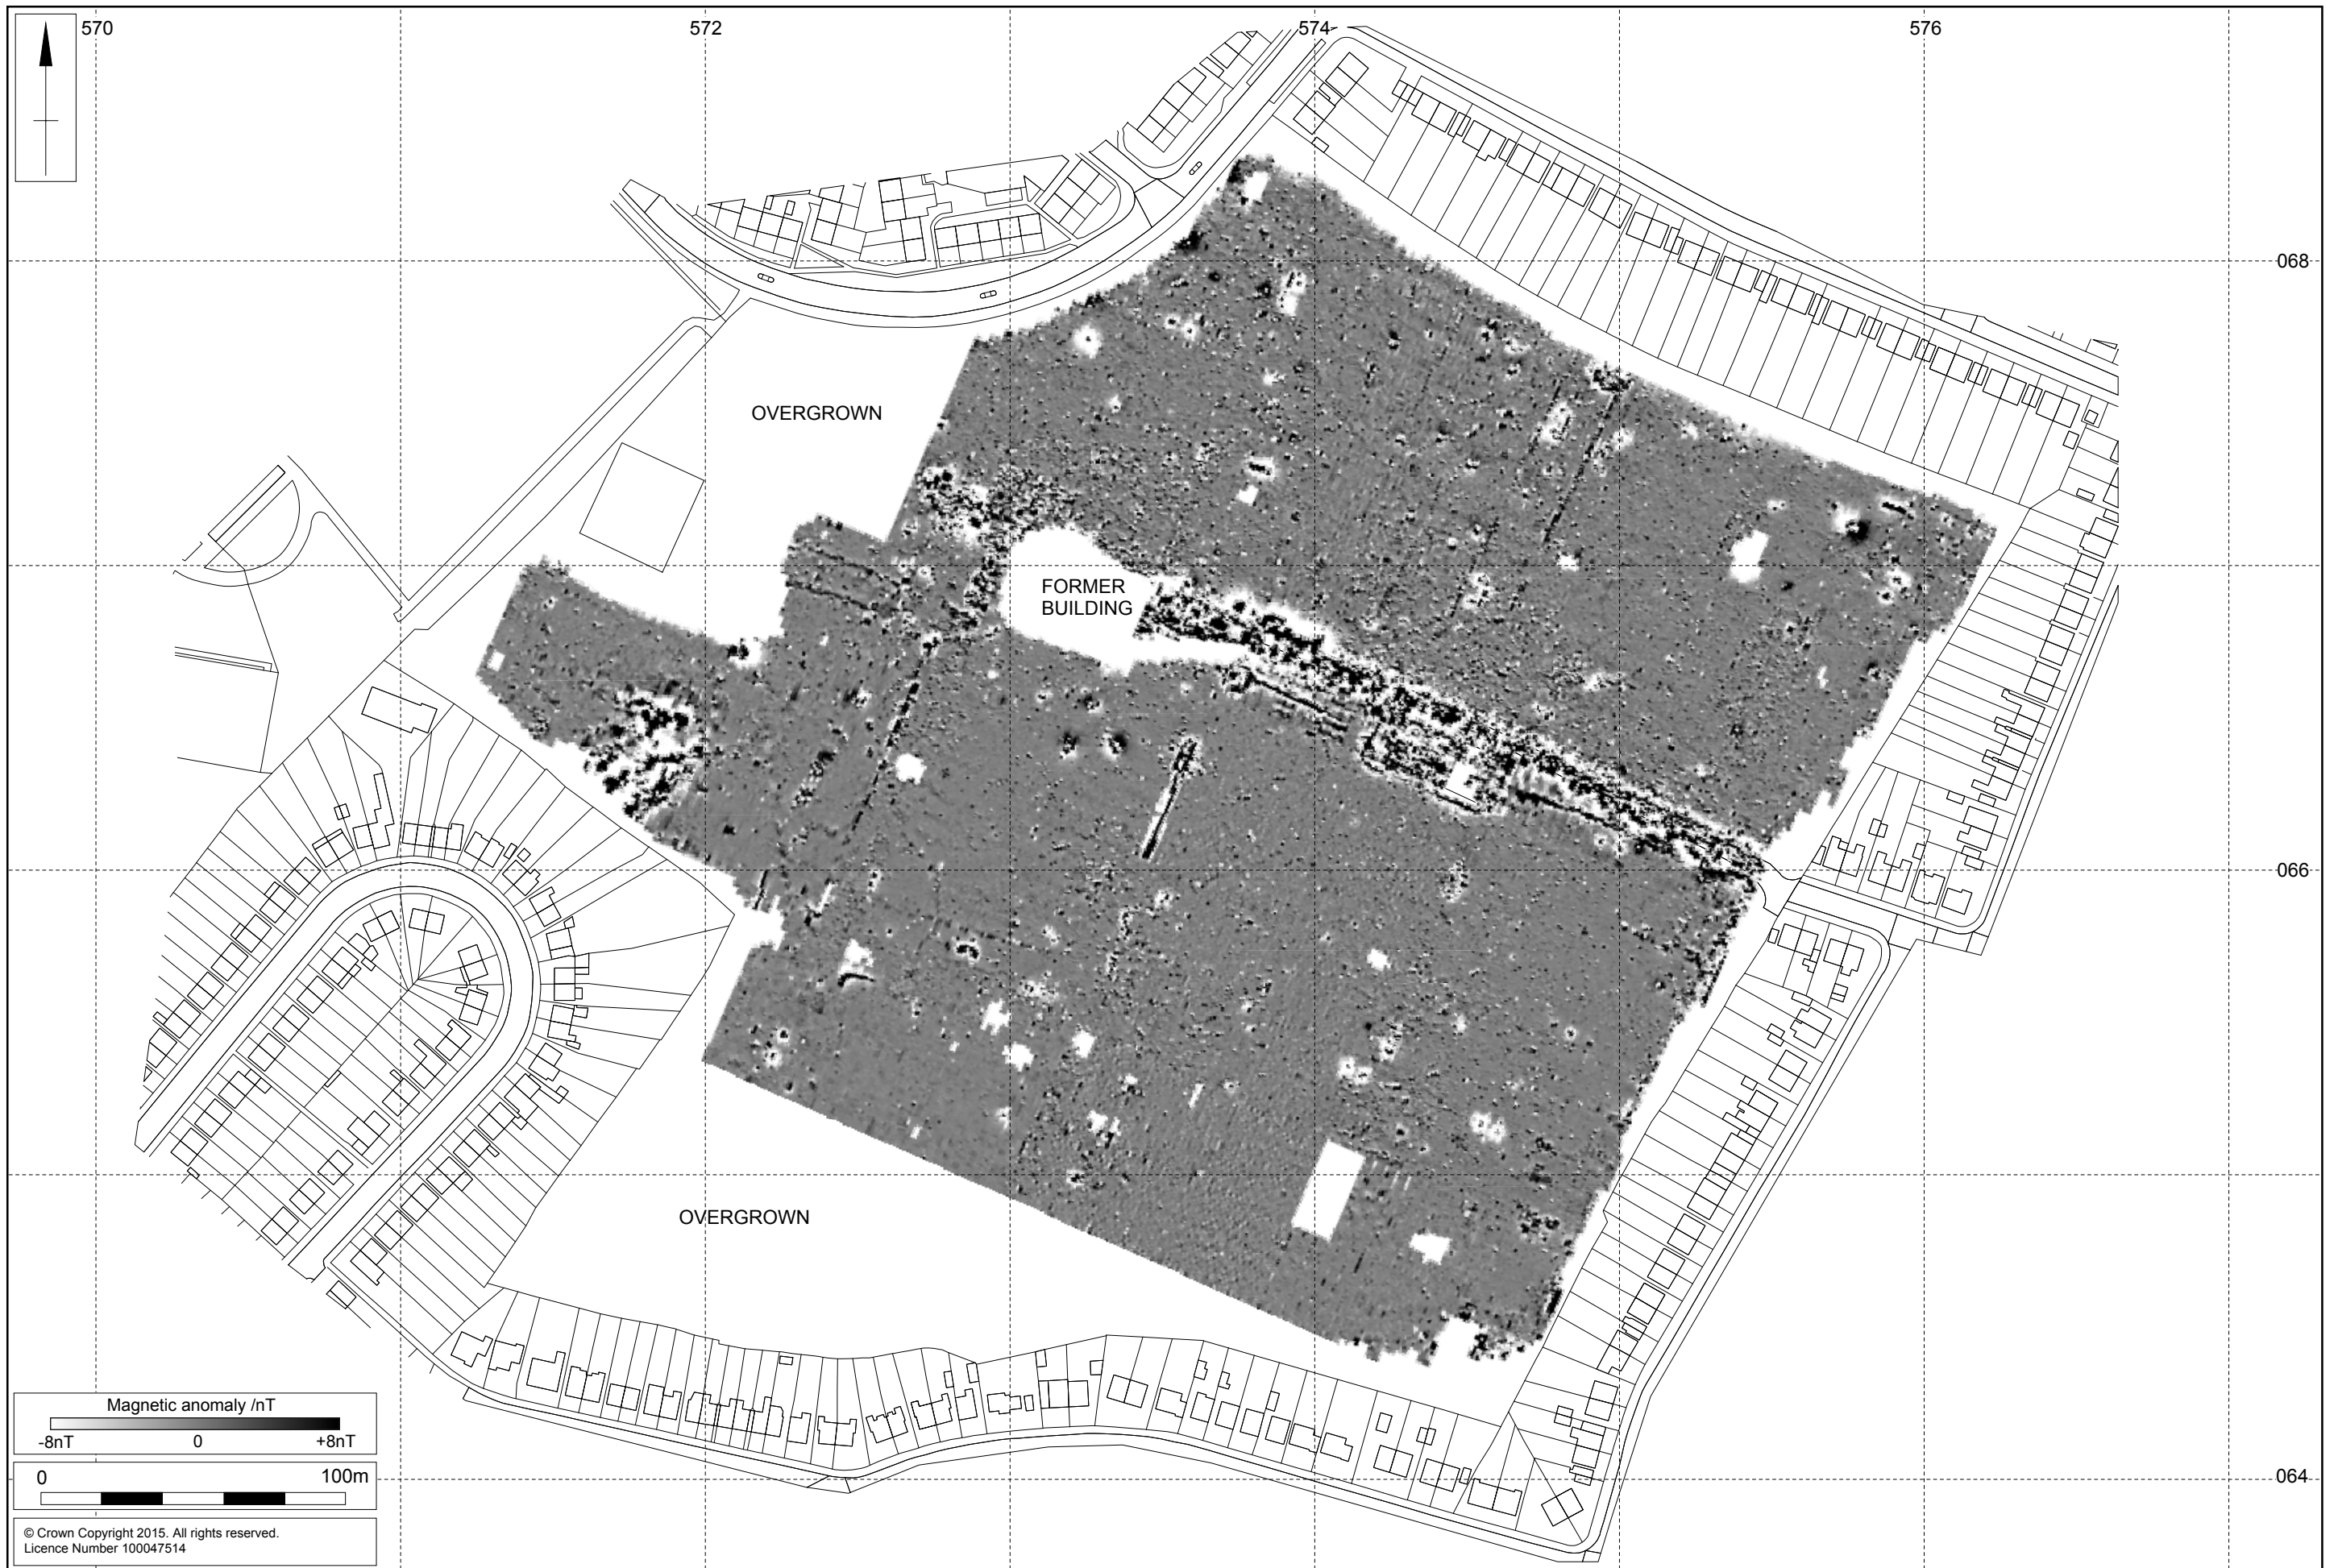 570
572
574
576
068
OVERGROWN
FORMER
BUILDING
066
OVERGROWN
Magnetic anomaly /nT
-8nT 0 +8nT
0 100m
064
© Crown Copyright 2015. All rights reserved.
Licence Number 100047514